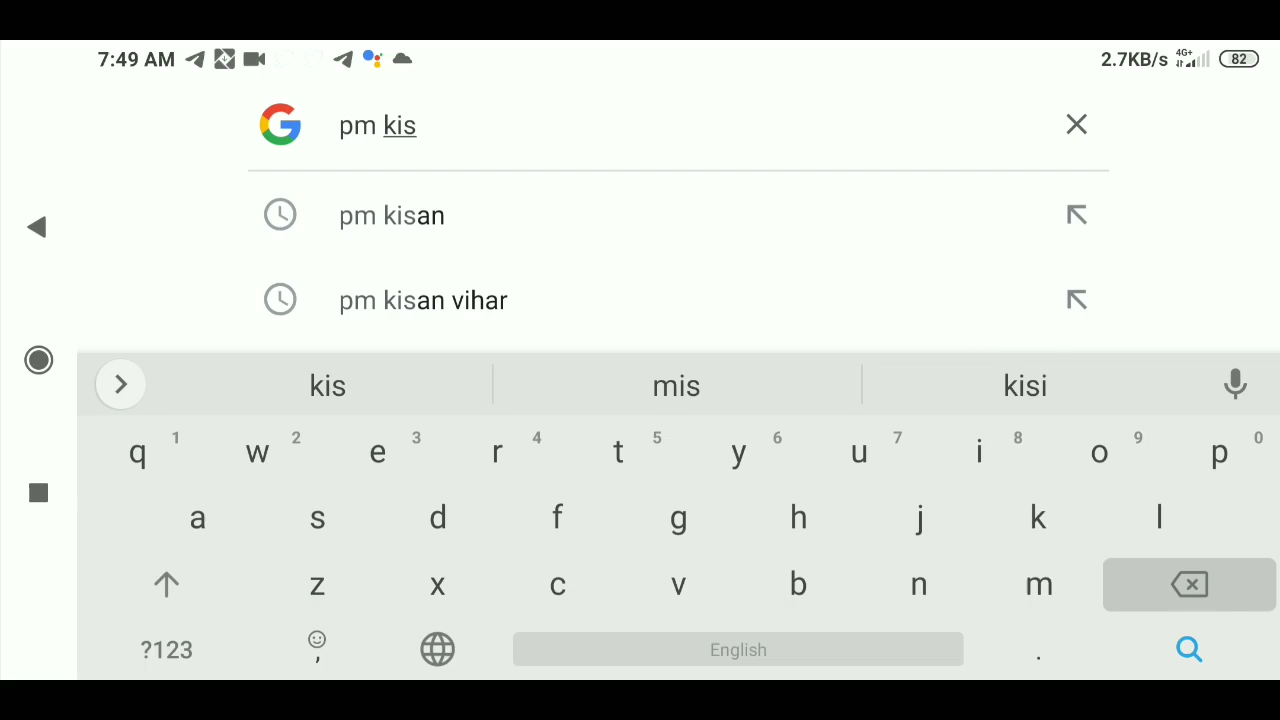 7:49 AM 2.7KB/s 4G+ 82
pm kis
pm kisan
pm kisan vihar
kis mis kisi
q 1 w 2 e 3 r 4 t 5 y 6 u 7 i 8 o 9 p 0
a s d f g h j k l
z x c v b n m
?123 , English .